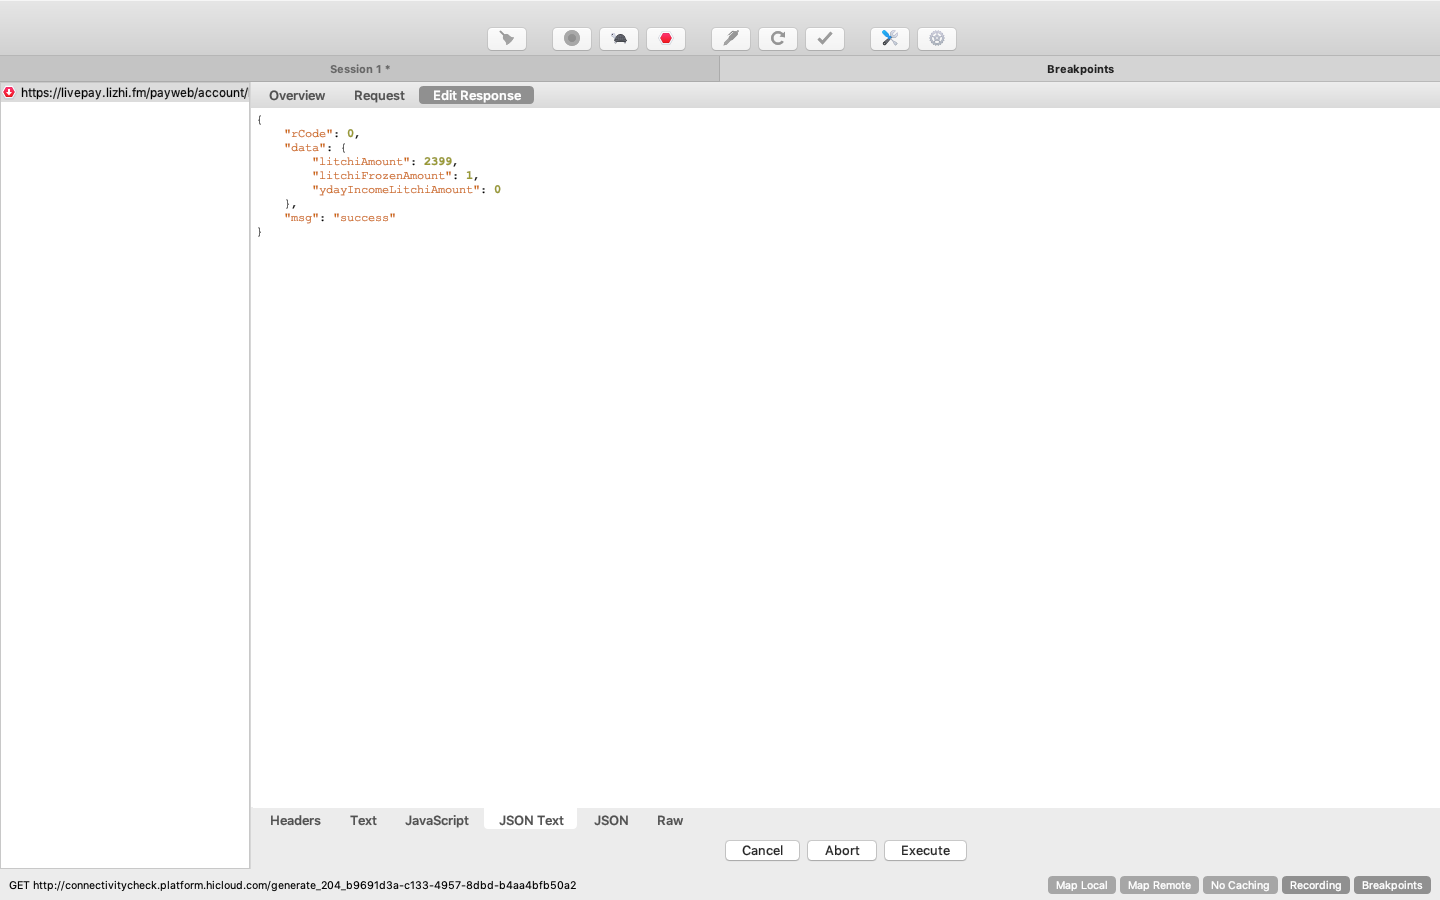 Session 1 *
Breakpoints
https://livepay.lizhi.fm/payweb/account/
Overview
Request
Edit Response
{
    "rCode": 0,
    "data": {
        "litchiAmount": 2399,
        "litchiFrozenAmount": 1,
        "ydayIncomeLitchiAmount": 0
    },
    "msg": "success"
}
Headers
Text
JavaScript
JSON Text
JSON
Raw
Cancel
Abort
Execute
GET http://connectivitycheck.platform.hicloud.com/generate_204_b9691d3a-c133-4957-8dbd-b4aa4bfb50a2
Map Local
Map Remote
No Caching
Recording
Breakpoints